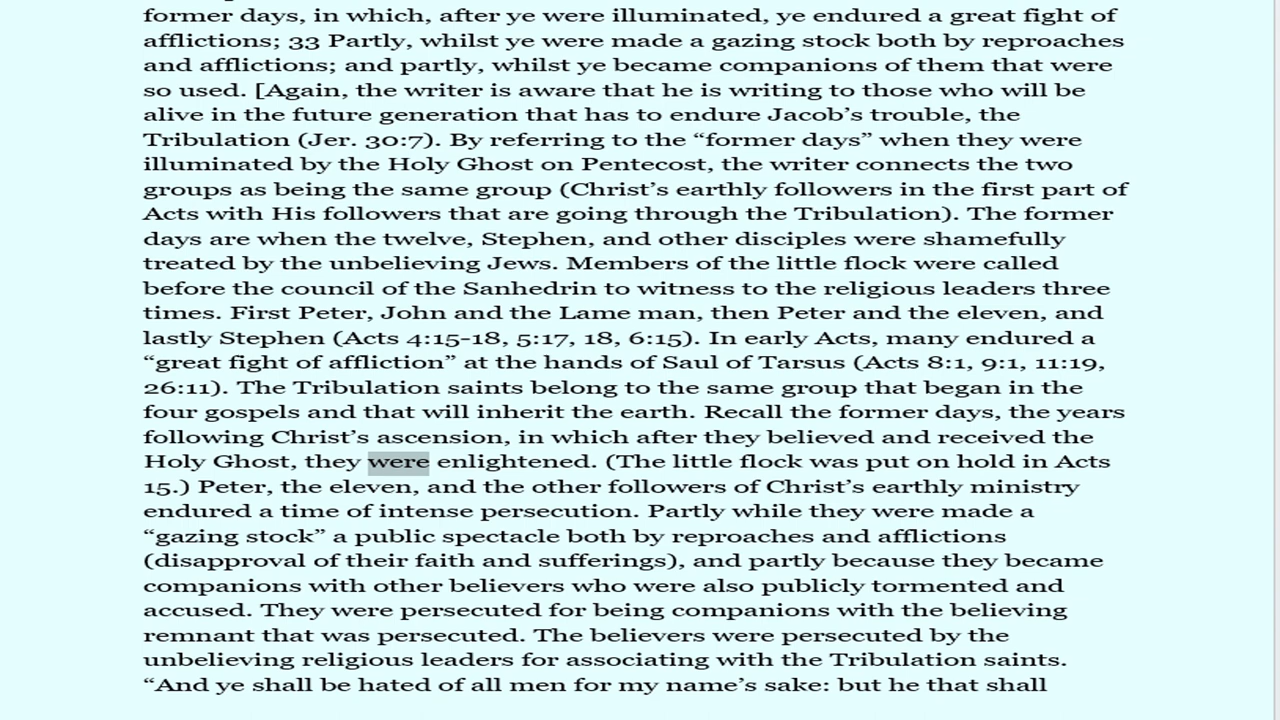 former days, in which, after ye were illuminated, ye endured a great fight of
afflictions; 33 Partly, whilst ye were made a gazing stock both by reproaches
and afflictions; and partly, whilst ye became companions of them that were
so used. [Again, the writer is aware that he is writing to those who will be
alive in the future generation that has to endure Jacob’s trouble, the
Tribulation (Jer. 30:7). By referring to the “former days” when they were
illuminated by the Holy Ghost on Pentecost, the writer connects the two
groups as being the same group (Christ’s earthly followers in the first part of
Acts with His followers that are going through the Tribulation). The former
days are when the twelve, Stephen, and other disciples were shamefully
treated by the unbelieving Jews. Members of the little flock were called
before the council of the Sanhedrin to witness to the religious leaders three
times. First Peter, John and the Lame man, then Peter and the eleven, and
lastly Stephen (Acts 4:15-18, 5:17, 18, 6:15). In early Acts, many endured a
“great fight of affliction” at the hands of Saul of Tarsus (Acts 8:1, 9:1, 11:19,
26:11). The Tribulation saints belong to the same group that began in the
four gospels and that will inherit the earth. Recall the former days, the years
following Christ’s ascension, in which after they believed and received the
Holy Ghost, they were enlightened. (The little flock was put on hold in Acts
15.) Peter, the eleven, and the other followers of Christ’s earthly ministry
endured a time of intense persecution. Partly while they were made a
“gazing stock” a public spectacle both by reproaches and afflictions
(disapproval of their faith and sufferings), and partly because they became
companions with other believers who were also publicly tormented and
accused. They were persecuted for being companions with the believing
remnant that was persecuted. The believers were persecuted by the
unbelieving religious leaders for associating with the Tribulation saints.
“And ye shall be hated of all men for my name’s sake: but he that shall